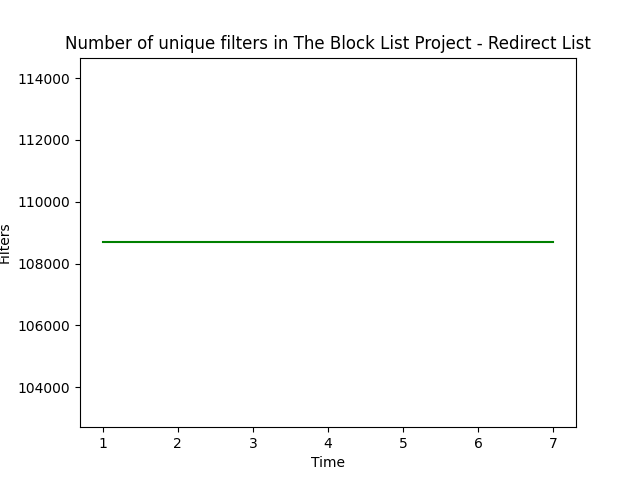 Number of unique filters in The Block List Project - Redirect List
114000
112000
110000
108000
106000
104000
Filters
1 2 3 4 5 6 7
Time